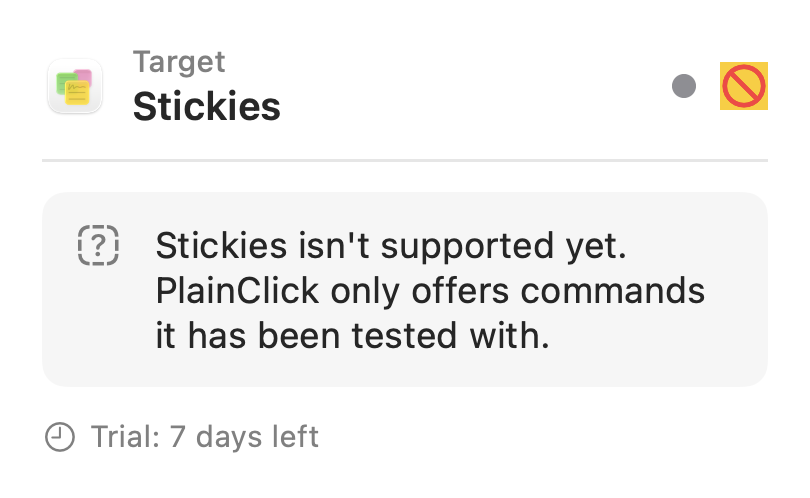 Target
Stickies
Stickies isn't supported yet.
PlainClick only offers commands
it has been tested with.
Trial: 7 days left